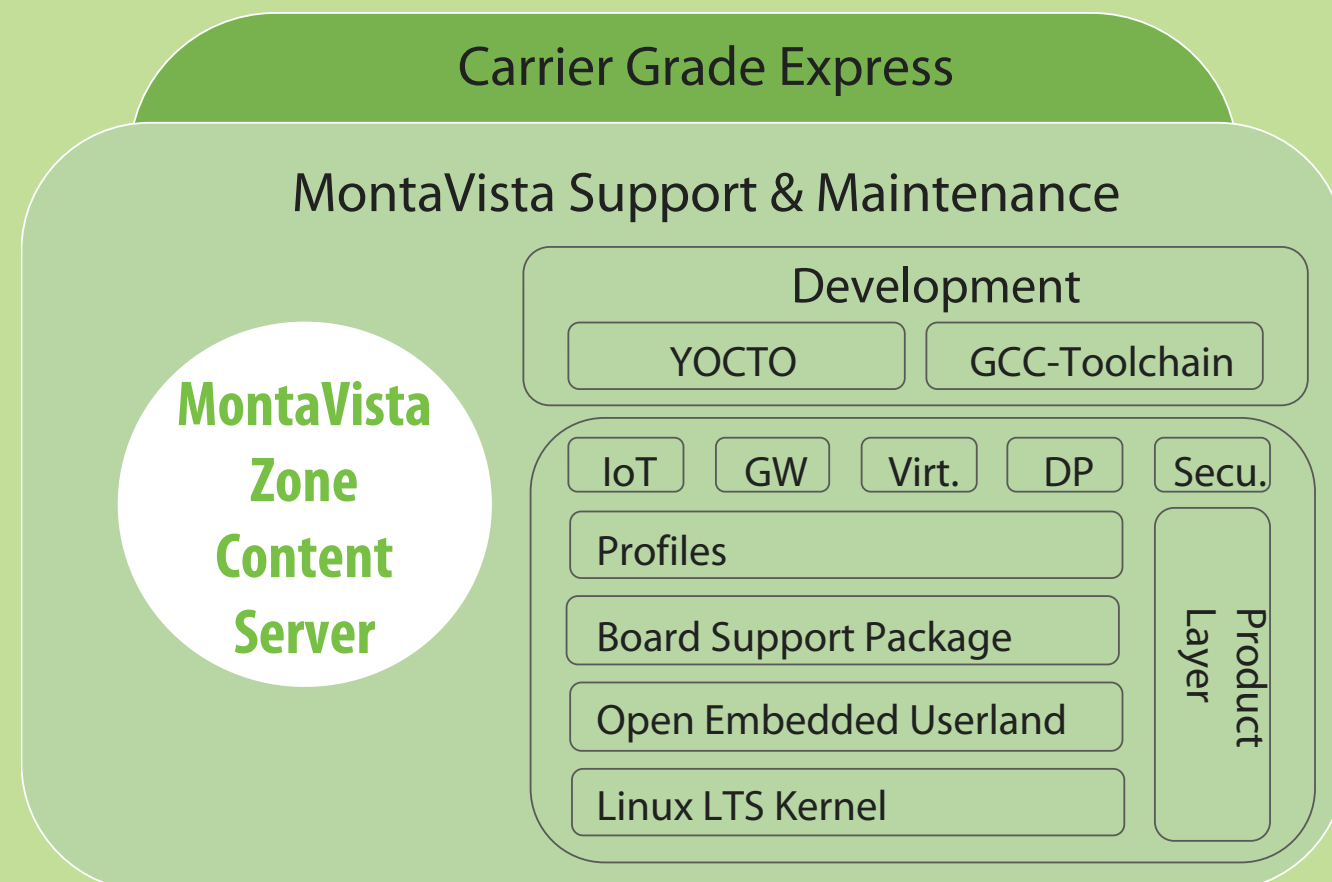 Carrier Grade Express
MontaVista Support & Maintenance
MontaVista
Zone
Content
Server
Development
YOCTO
GCC-Toolchain
IoT
GW
Virt.
DP
Secu.
Profiles
Board Support Package
Open Embedded Userland
Linux LTS Kernel
Product
Layer